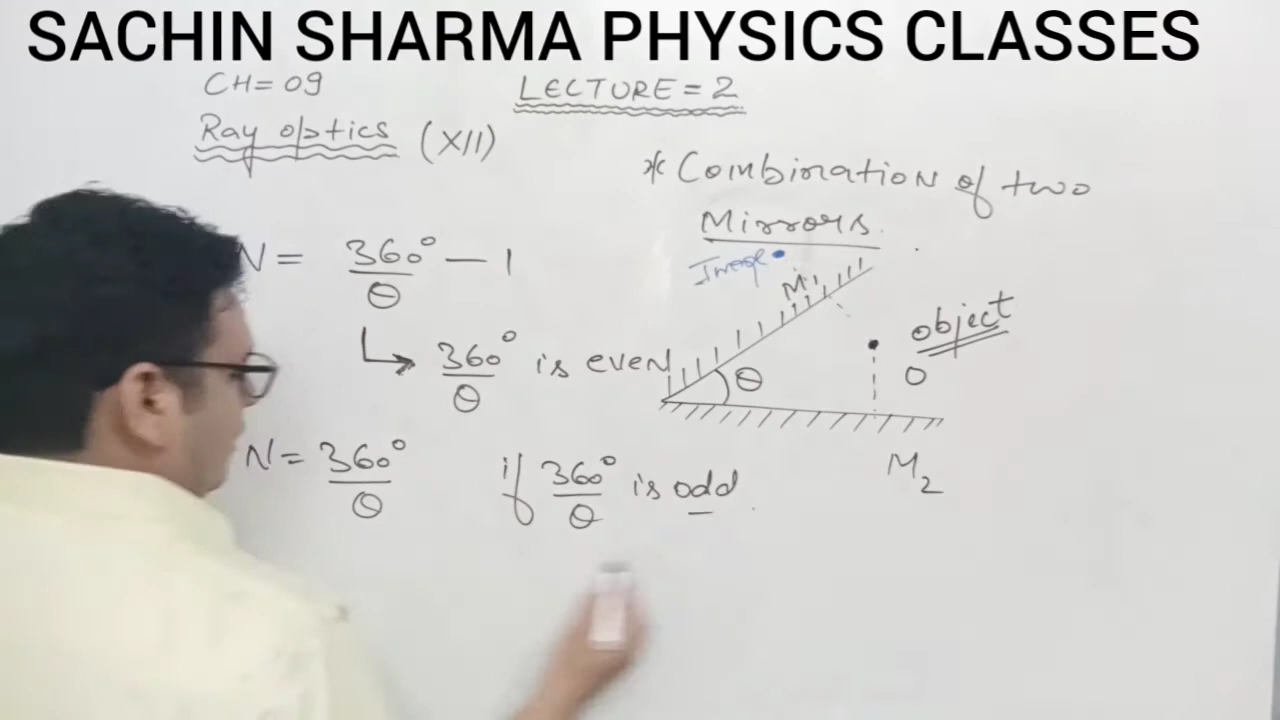 SACHIN SHARMA PHYSICS CLASSES
CH=09
LECTURE = 2
Ray optics (XII)
* Combination of two
Mirrors.
Image
M1
object
O
θ
M2
N = 360°/θ - 1
↳ 360°/θ is even
N = 360°/θ if 360°/θ is odd